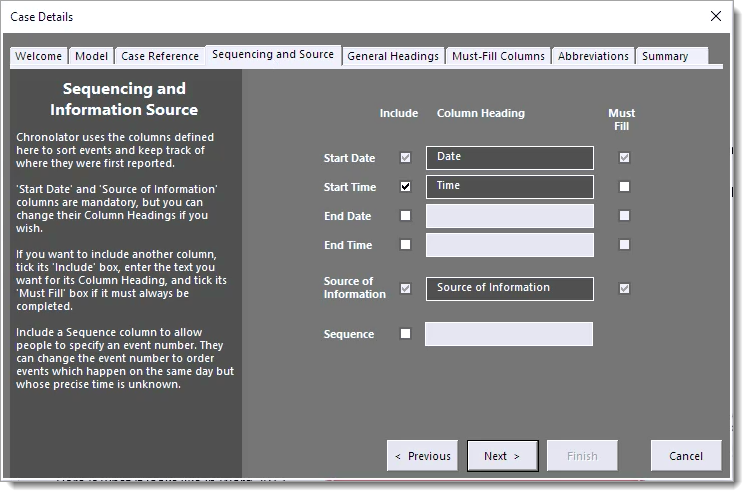 Case Details
Welcome Model Case Reference Sequencing and Source General Headings Must-Fill Columns Abbreviations Summary
Sequencing and
Information Source
Chronolator uses the columns defined
here to sort events and keep track of
where they were first reported.
'Start Date' and 'Source of Information'
columns are mandatory, but you can
change their Column Headings if you
wish.
If you want to include another column,
tick its 'Include' box, enter the text you
want for its Column Heading, and tick its
'Must Fill' box if it must always be
completed.
Include a Sequence column to allow
people to specify an event number. They
can change the event number to order
events which happen on the same day but
whose precise time is unknown.
Include Column Heading Must
Fill
Start Date Date
Start Time Time
End Date
End Time
Source of
Information Source of Information
Sequence
< Previous Next > Finish Cancel